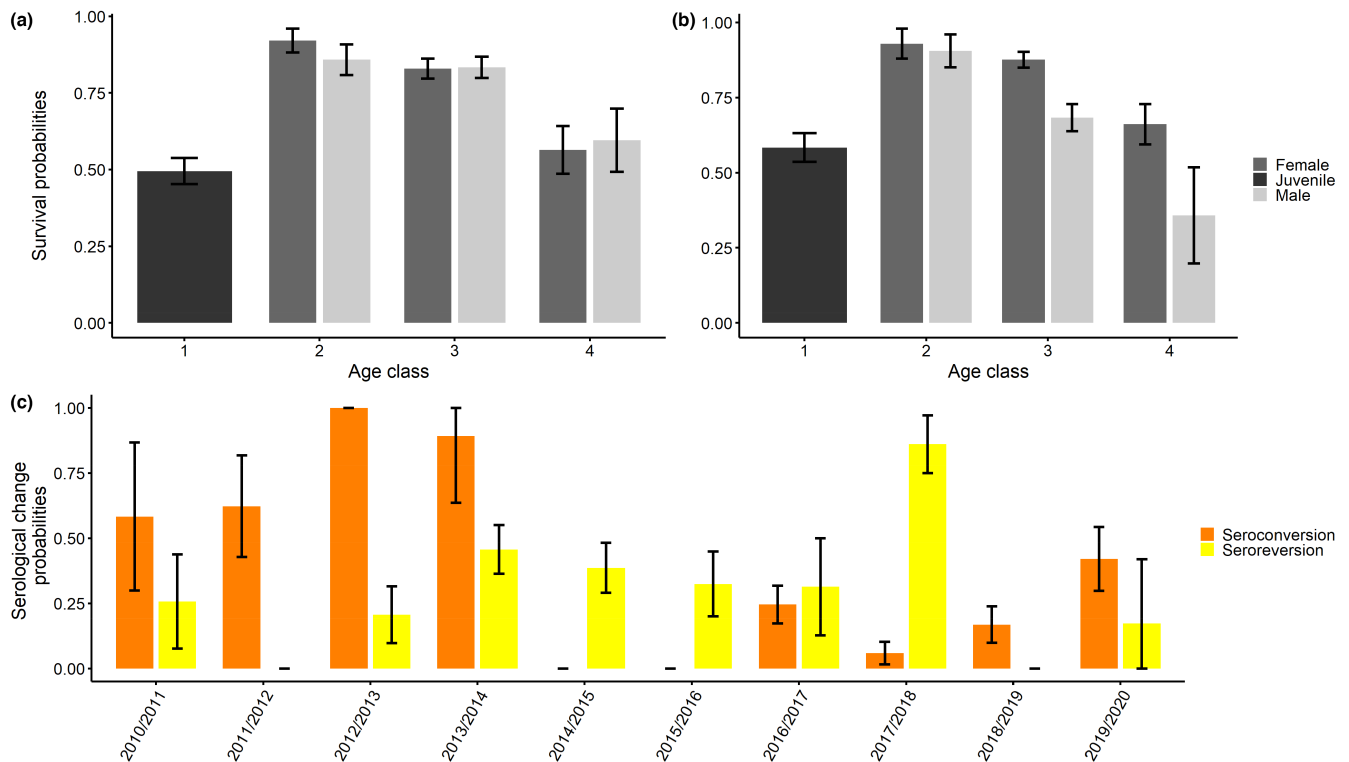 (a)
1.00
0.75
0.50
0.25
0.00
Survival probabilities
1 2 3 4
Age class
(b)
1.00
0.75
0.50
0.25
0.00
1 2 3 4
Age class
Female
Juvenile
Male
(c)
1.00
0.75
0.50
0.25
0.00
Serological change
probabilities
2010/2011
2011/2012
2012/2013
2013/2014
2014/2015
2015/2016
2016/2017
2017/2018
2018/2019
2019/2020
Seroconversion
Seroreversion